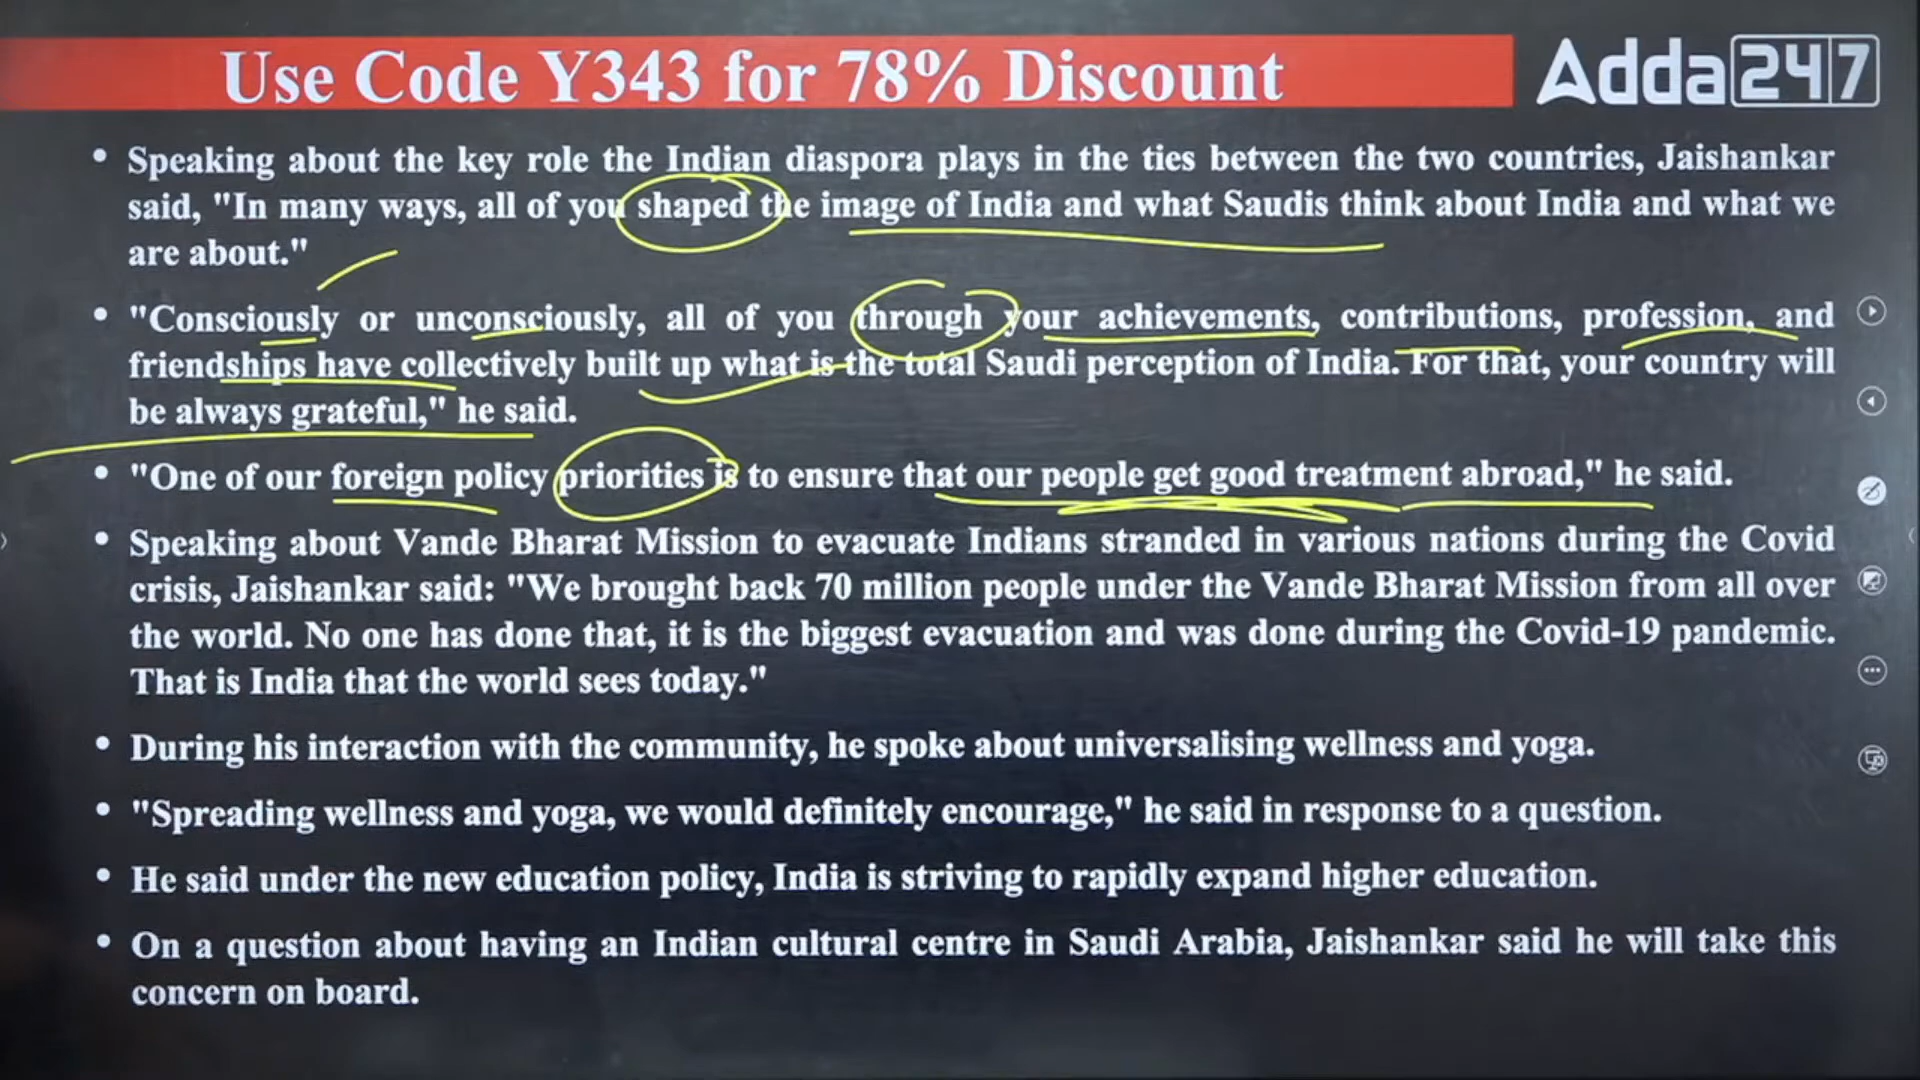 Use Code Y343 for 78% Discount
Adda247
• Speaking about the key role the Indian diaspora plays in the ties between the two countries, Jaishankar
said, "In many ways, all of you shaped the image of India and what Saudis think about India and what we
are about."
• "Consciously or unconsciously, all of you through your achievements, contributions, profession, and
friendships have collectively built up what is the total Saudi perception of India. For that, your country will
be always grateful," he said.
• "One of our foreign policy priorities is to ensure that our people get good treatment abroad," he said.
• Speaking about Vande Bharat Mission to evacuate Indians stranded in various nations during the Covid
crisis, Jaishankar said: "We brought back 70 million people under the Vande Bharat Mission from all over
the world. No one has done that, it is the biggest evacuation and was done during the Covid-19 pandemic.
That is India that the world sees today."
• During his interaction with the community, he spoke about universalising wellness and yoga.
• "Spreading wellness and yoga, we would definitely encourage," he said in response to a question.
• He said under the new education policy, India is striving to rapidly expand higher education.
• On a question about having an Indian cultural centre in Saudi Arabia, Jaishankar said he will take this
concern on board.